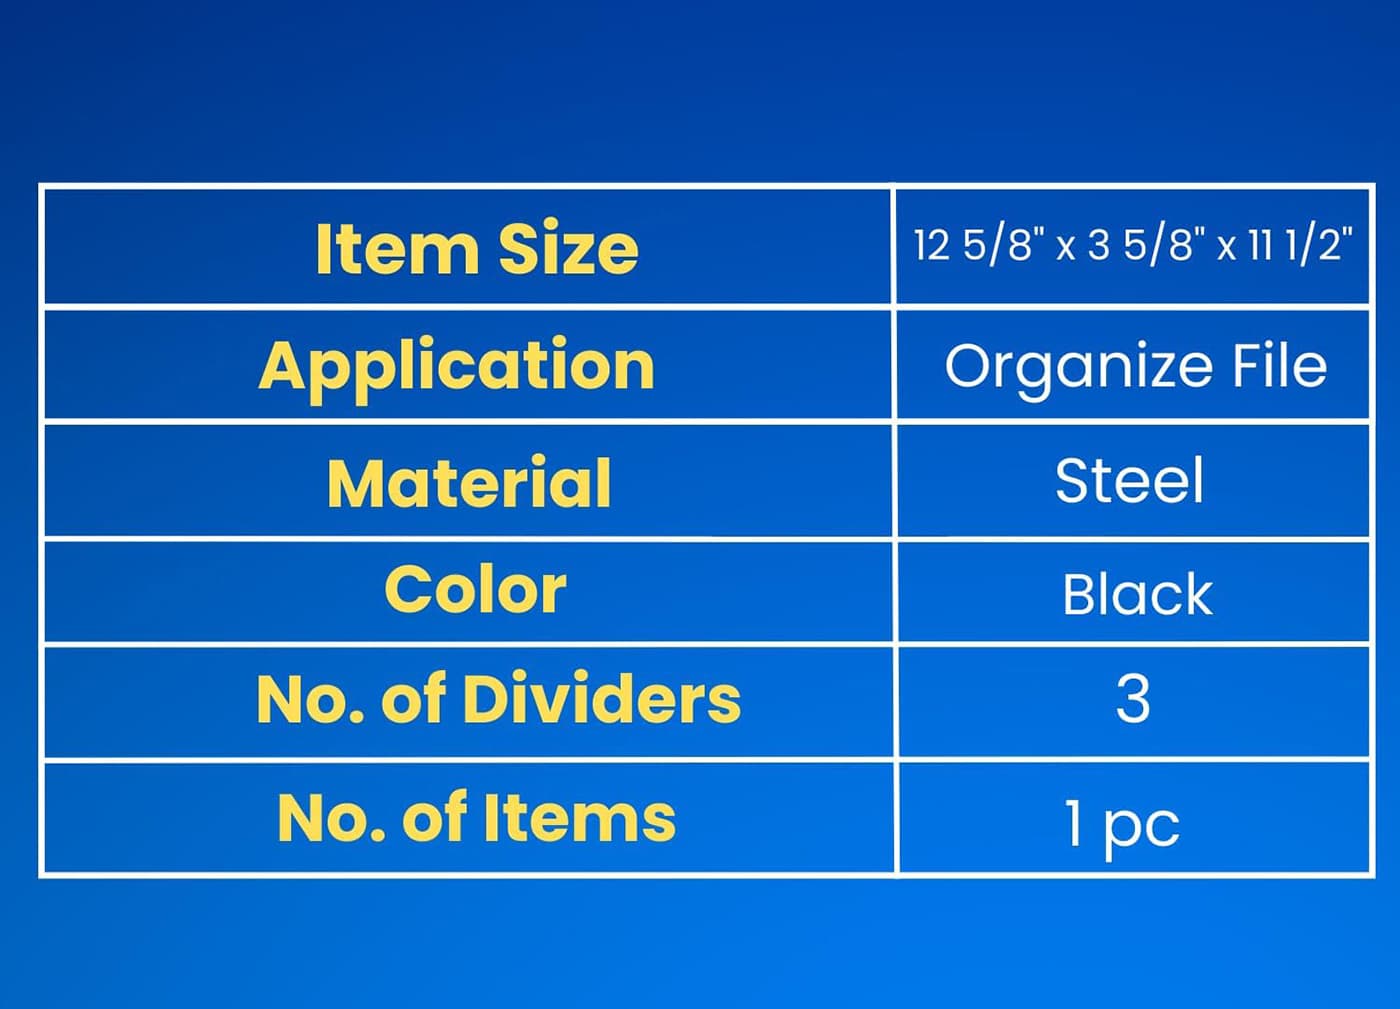 Item Size
12 5/8" x 3 5/8" x 11 1/2"
Application
Organize File
Material
Steel
Color
Black
No. of Dividers
3
No. of Items
1 pc